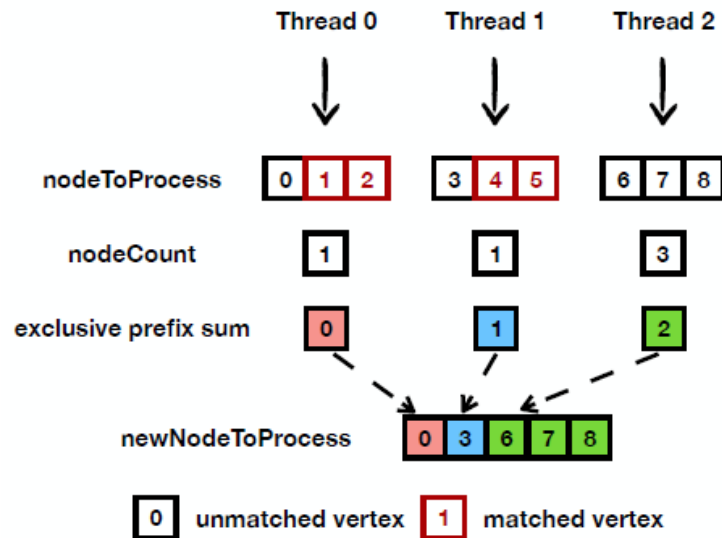 Thread 0 Thread 1 Thread 2
nodeToProcess 0 1 2 3 4 5 6 7 8
nodeCount 1 1 3
exclusive prefix sum 0 1 2
newNodeToProcess 0 3 6 7 8
0 unmatched vertex 1 matched vertex